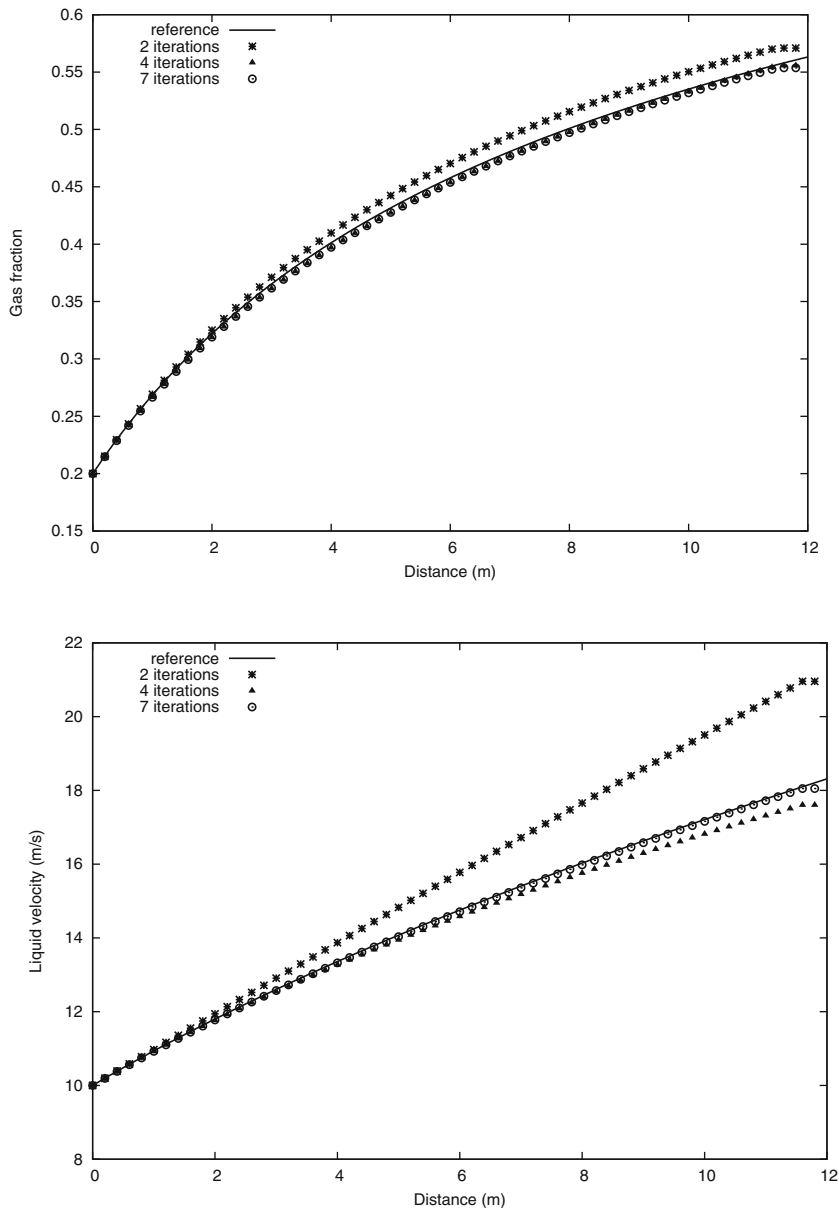 0.6
0.55
0.5
0.45
0.4
0.35
0.3
0.25
0.2
0.15
Gas fraction
reference
2 iterations
4 iterations
7 iterations
0 2 4 6 8 10 12
Distance (m)
22
20
18
16
14
12
10
8
Liquid velocity (m/s)
reference
2 iterations
4 iterations
7 iterations
0 2 4 6 8 10 12
Distance (m)